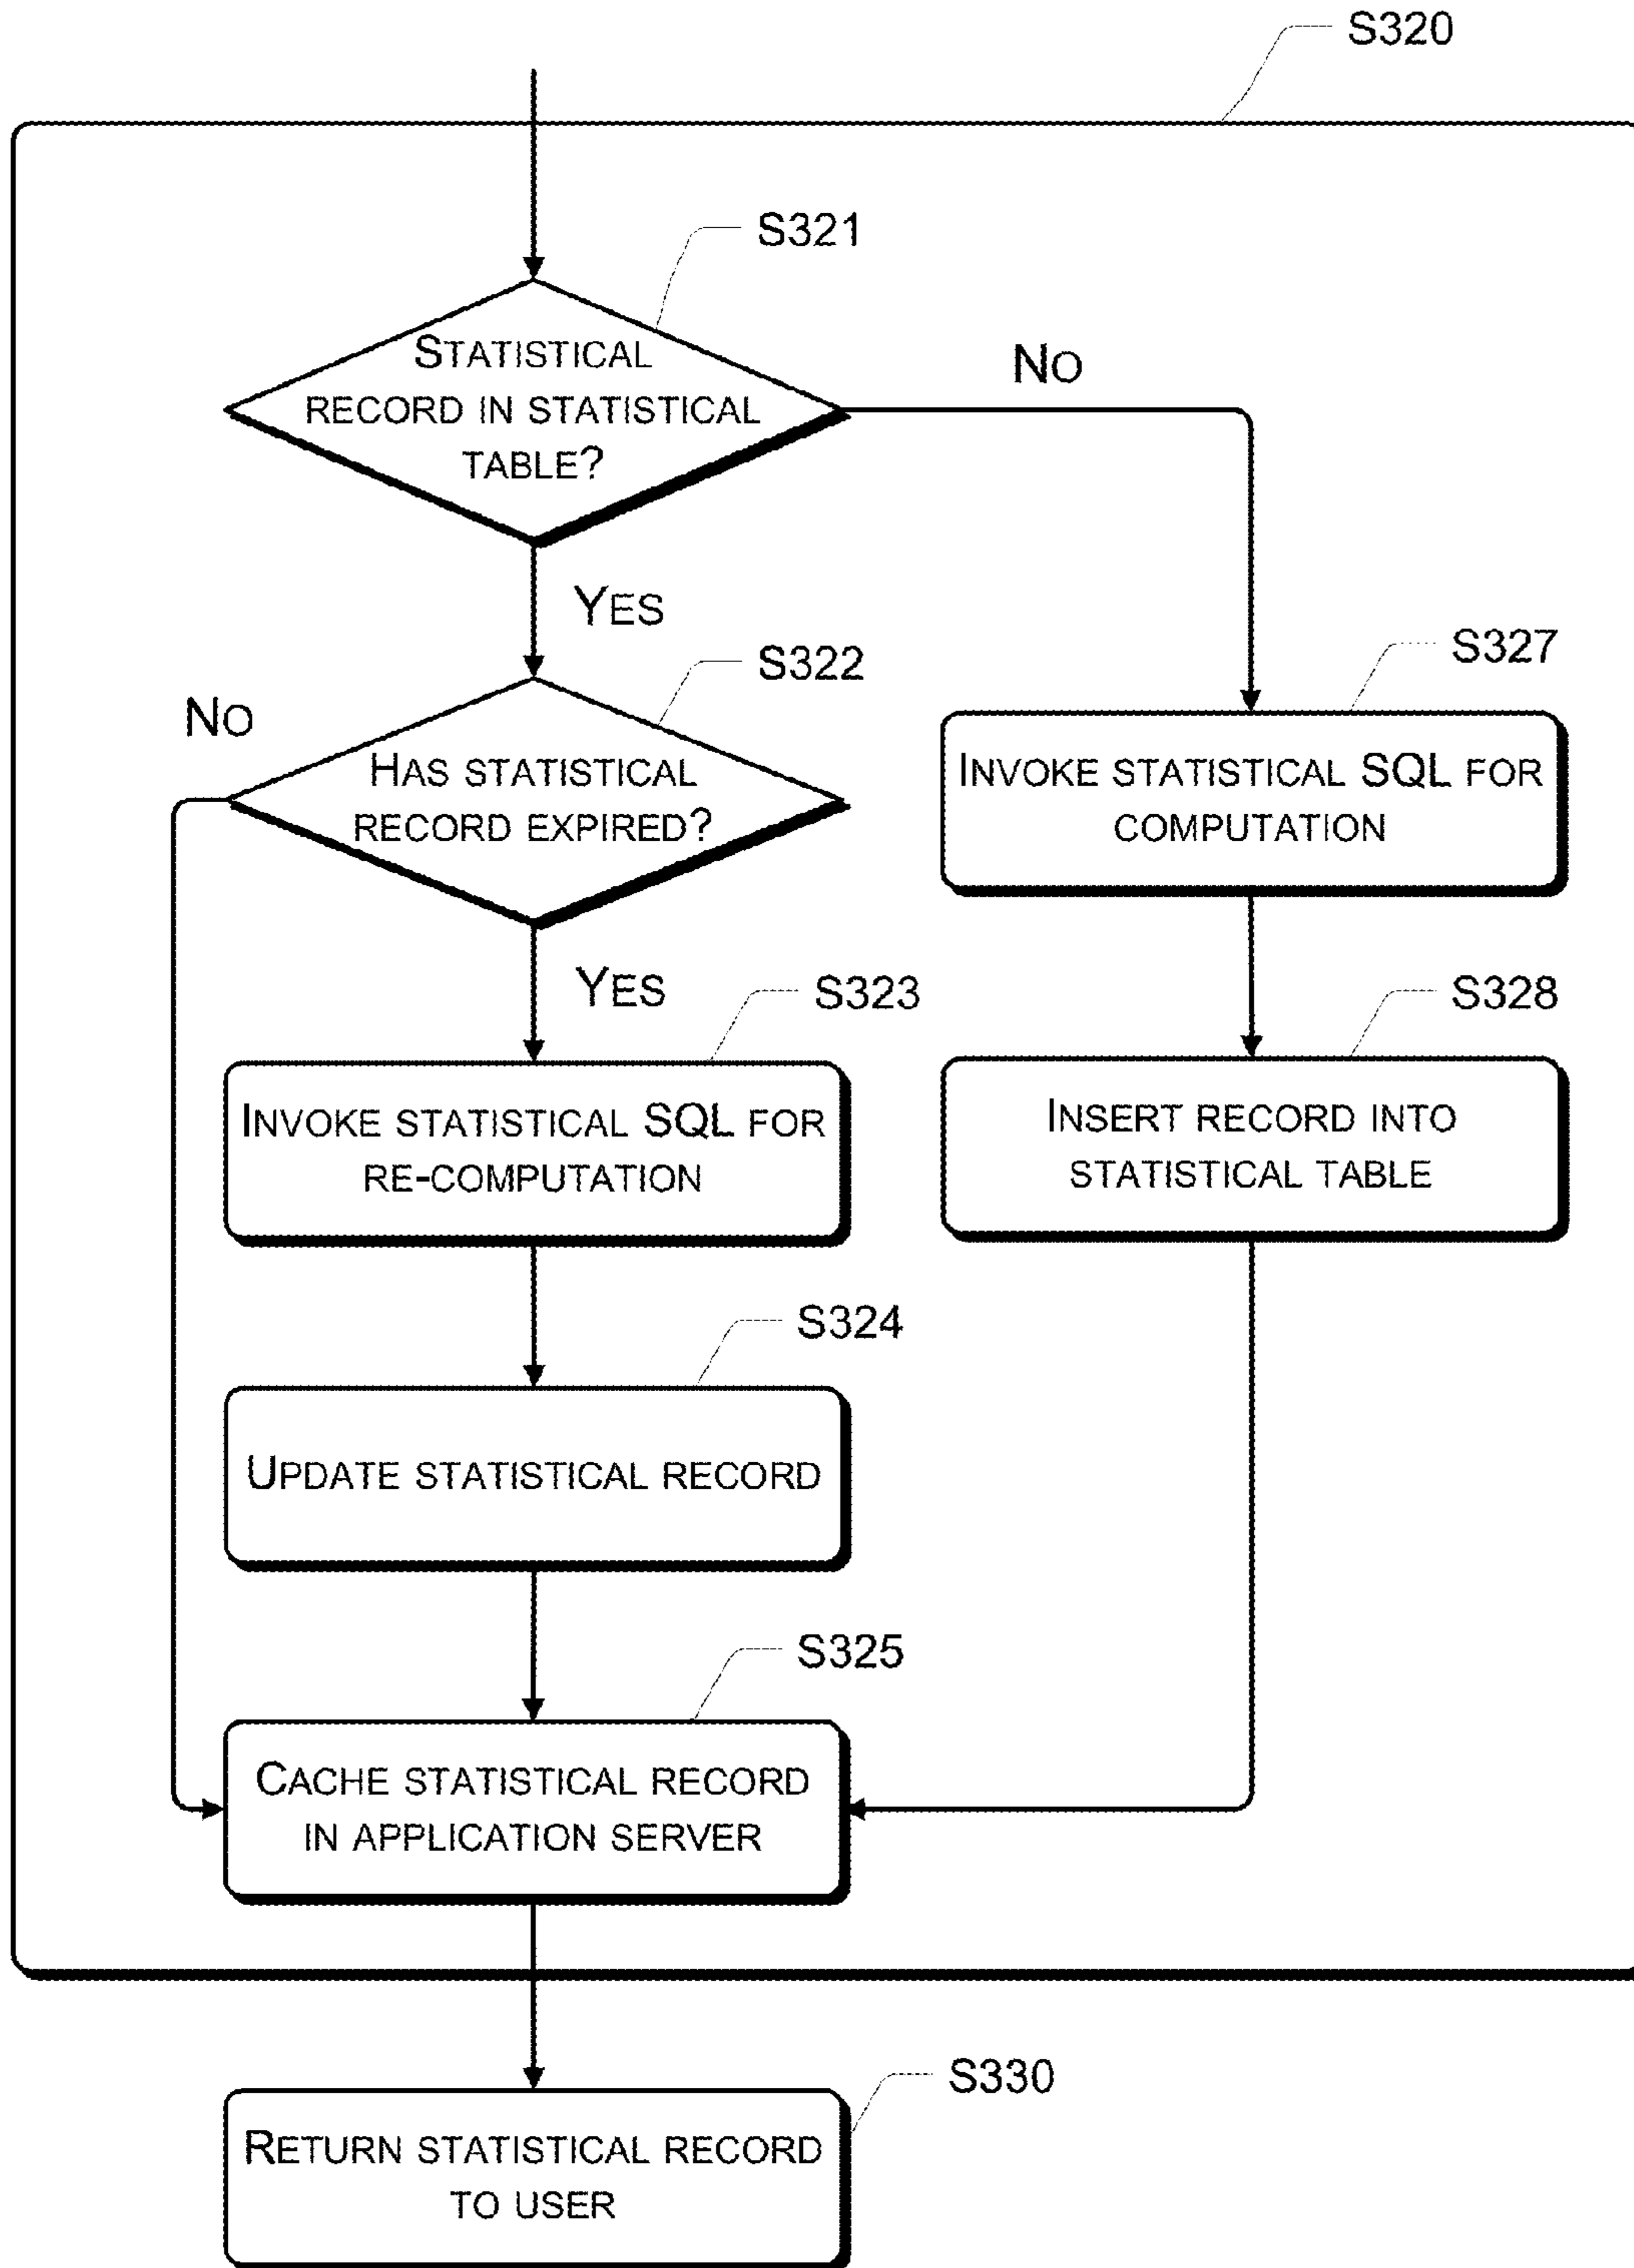 S320
S321
STATISTICAL
RECORD IN STATISTICAL
TABLE?
NO
YES
S322
NO
HAS STATISTICAL
RECORD EXPIRED?
S327
INVOKE STATISTICAL SQL FOR
COMPUTATION
YES
S323
S328
INVOKE STATISTICAL SQL FOR
RE-COMPUTATION
INSERT RECORD INTO
STATISTICAL TABLE
S324
UPDATE STATISTICAL RECORD
S325
CACHE STATISTICAL RECORD
IN APPLICATION SERVER
S330
RETURN STATISTICAL RECORD
TO USER